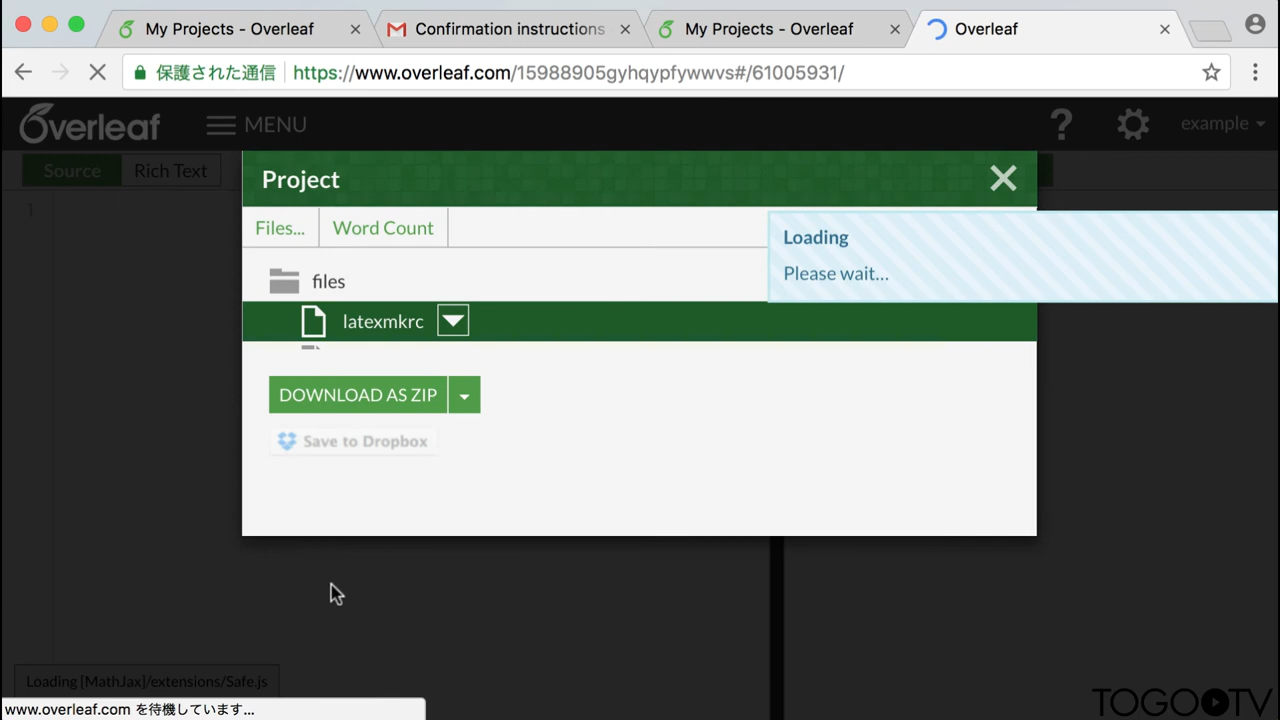 My Projects - Overleaf
Confirmation instructions
My Projects - Overleaf
Overleaf
保護された通信
https://www.overleaf.com/15988905gyhqypfywwvs#/61005931/
Overleaf
MENU
?
example
Source
Rich Text
1
Project
Files...
Word Count
Loading
Please wait...
files
latexmkrc
DOWNLOAD AS ZIP
Save to Dropbox
Loading [MathJax]/extensions/Safe.js
www.overleaf.com を待機しています...
TOGOTV